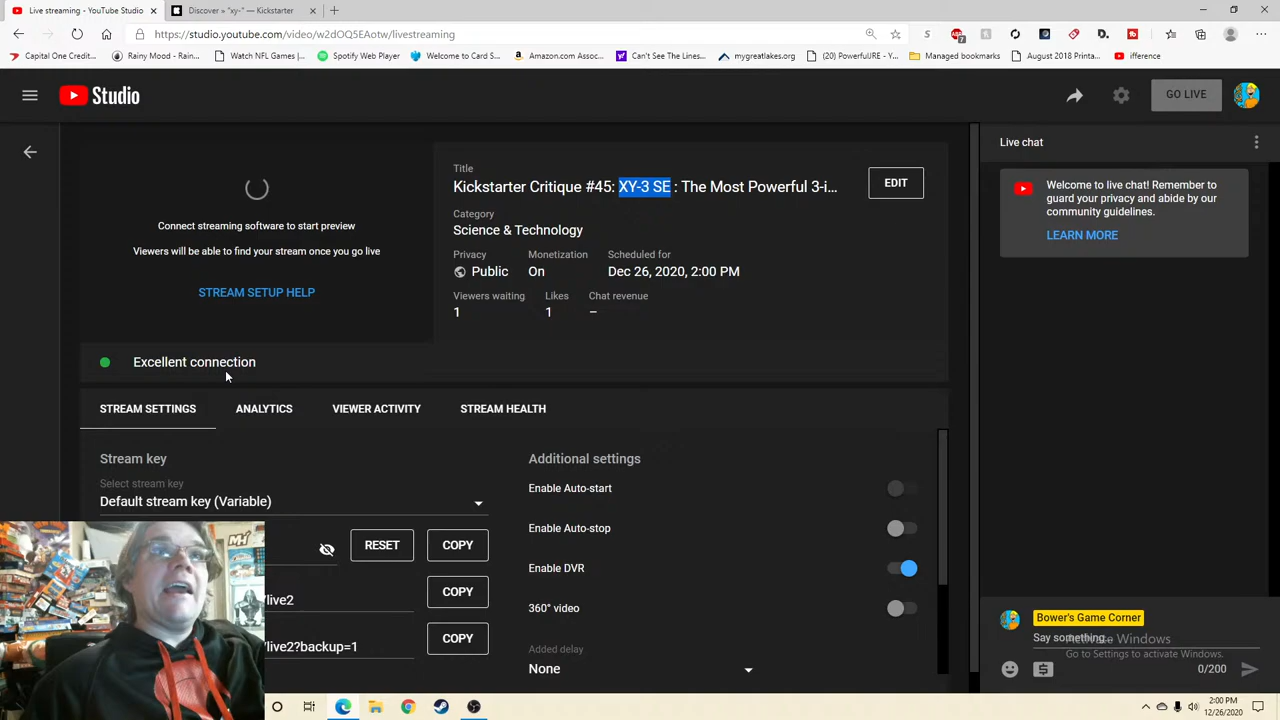 Live streaming - YouTube Studio
Discover » "xy-" — Kickstarter
https://studio.youtube.com/video/w2dOQ5EAotw/livestreaming
Capital One Credit...
Rainy Mood - Rain...
Watch NFL Games |...
Spotify Web Player
Welcome to Card S...
Amazon.com Assoc...
Can't See The Lines...
mygreatlakes.org
(20) PowerfulJRE - Y...
Managed bookmarks
August 2018 Printa...
ifference
Studio
GO LIVE
Connect streaming software to start preview
Viewers will be able to find your stream once you go live
STREAM SETUP HELP
Title
Kickstarter Critique #45: XY-3 SE : The Most Powerful 3-i...
EDIT
Category
Science & Technology
Privacy Monetization Scheduled for
Public On Dec 26, 2020, 2:00 PM
Viewers waiting Likes Chat revenue
1 1 –
Live chat
Welcome to live chat! Remember to
guard your privacy and abide by our
community guidelines.
LEARN MORE
Excellent connection
STREAM SETTINGS ANALYTICS VIEWER ACTIVITY STREAM HEALTH
Stream key
Select stream key
Default stream key (Variable)
RESET COPY
/live2 COPY
/live2?backup=1 COPY
Additional settings
Enable Auto-start
Enable Auto-stop
Enable DVR
360° video
Added delay
None
Bower's Game Corner
Say something...
Activate Windows
Go to Settings to activate Windows.
0/200
2:00 PM
12/26/2020